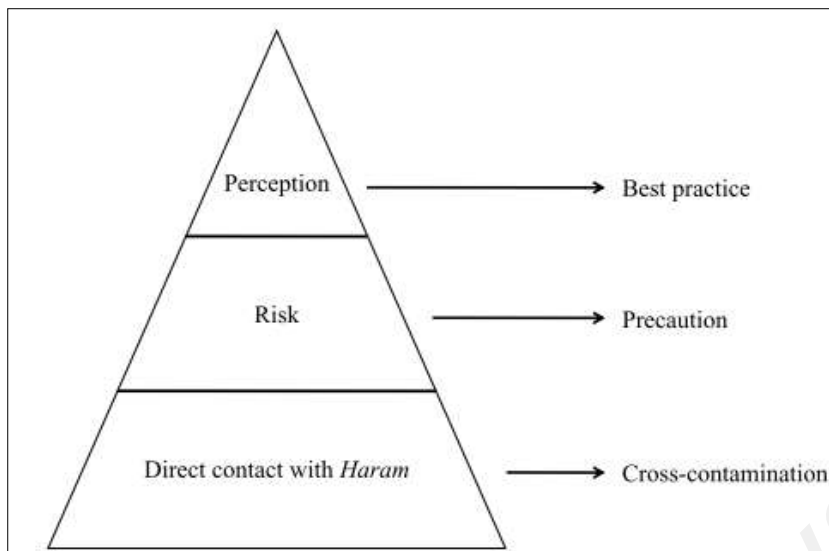 Perception
Best practice
Risk
Precaution
Direct contact with Haram
Cross-contamination